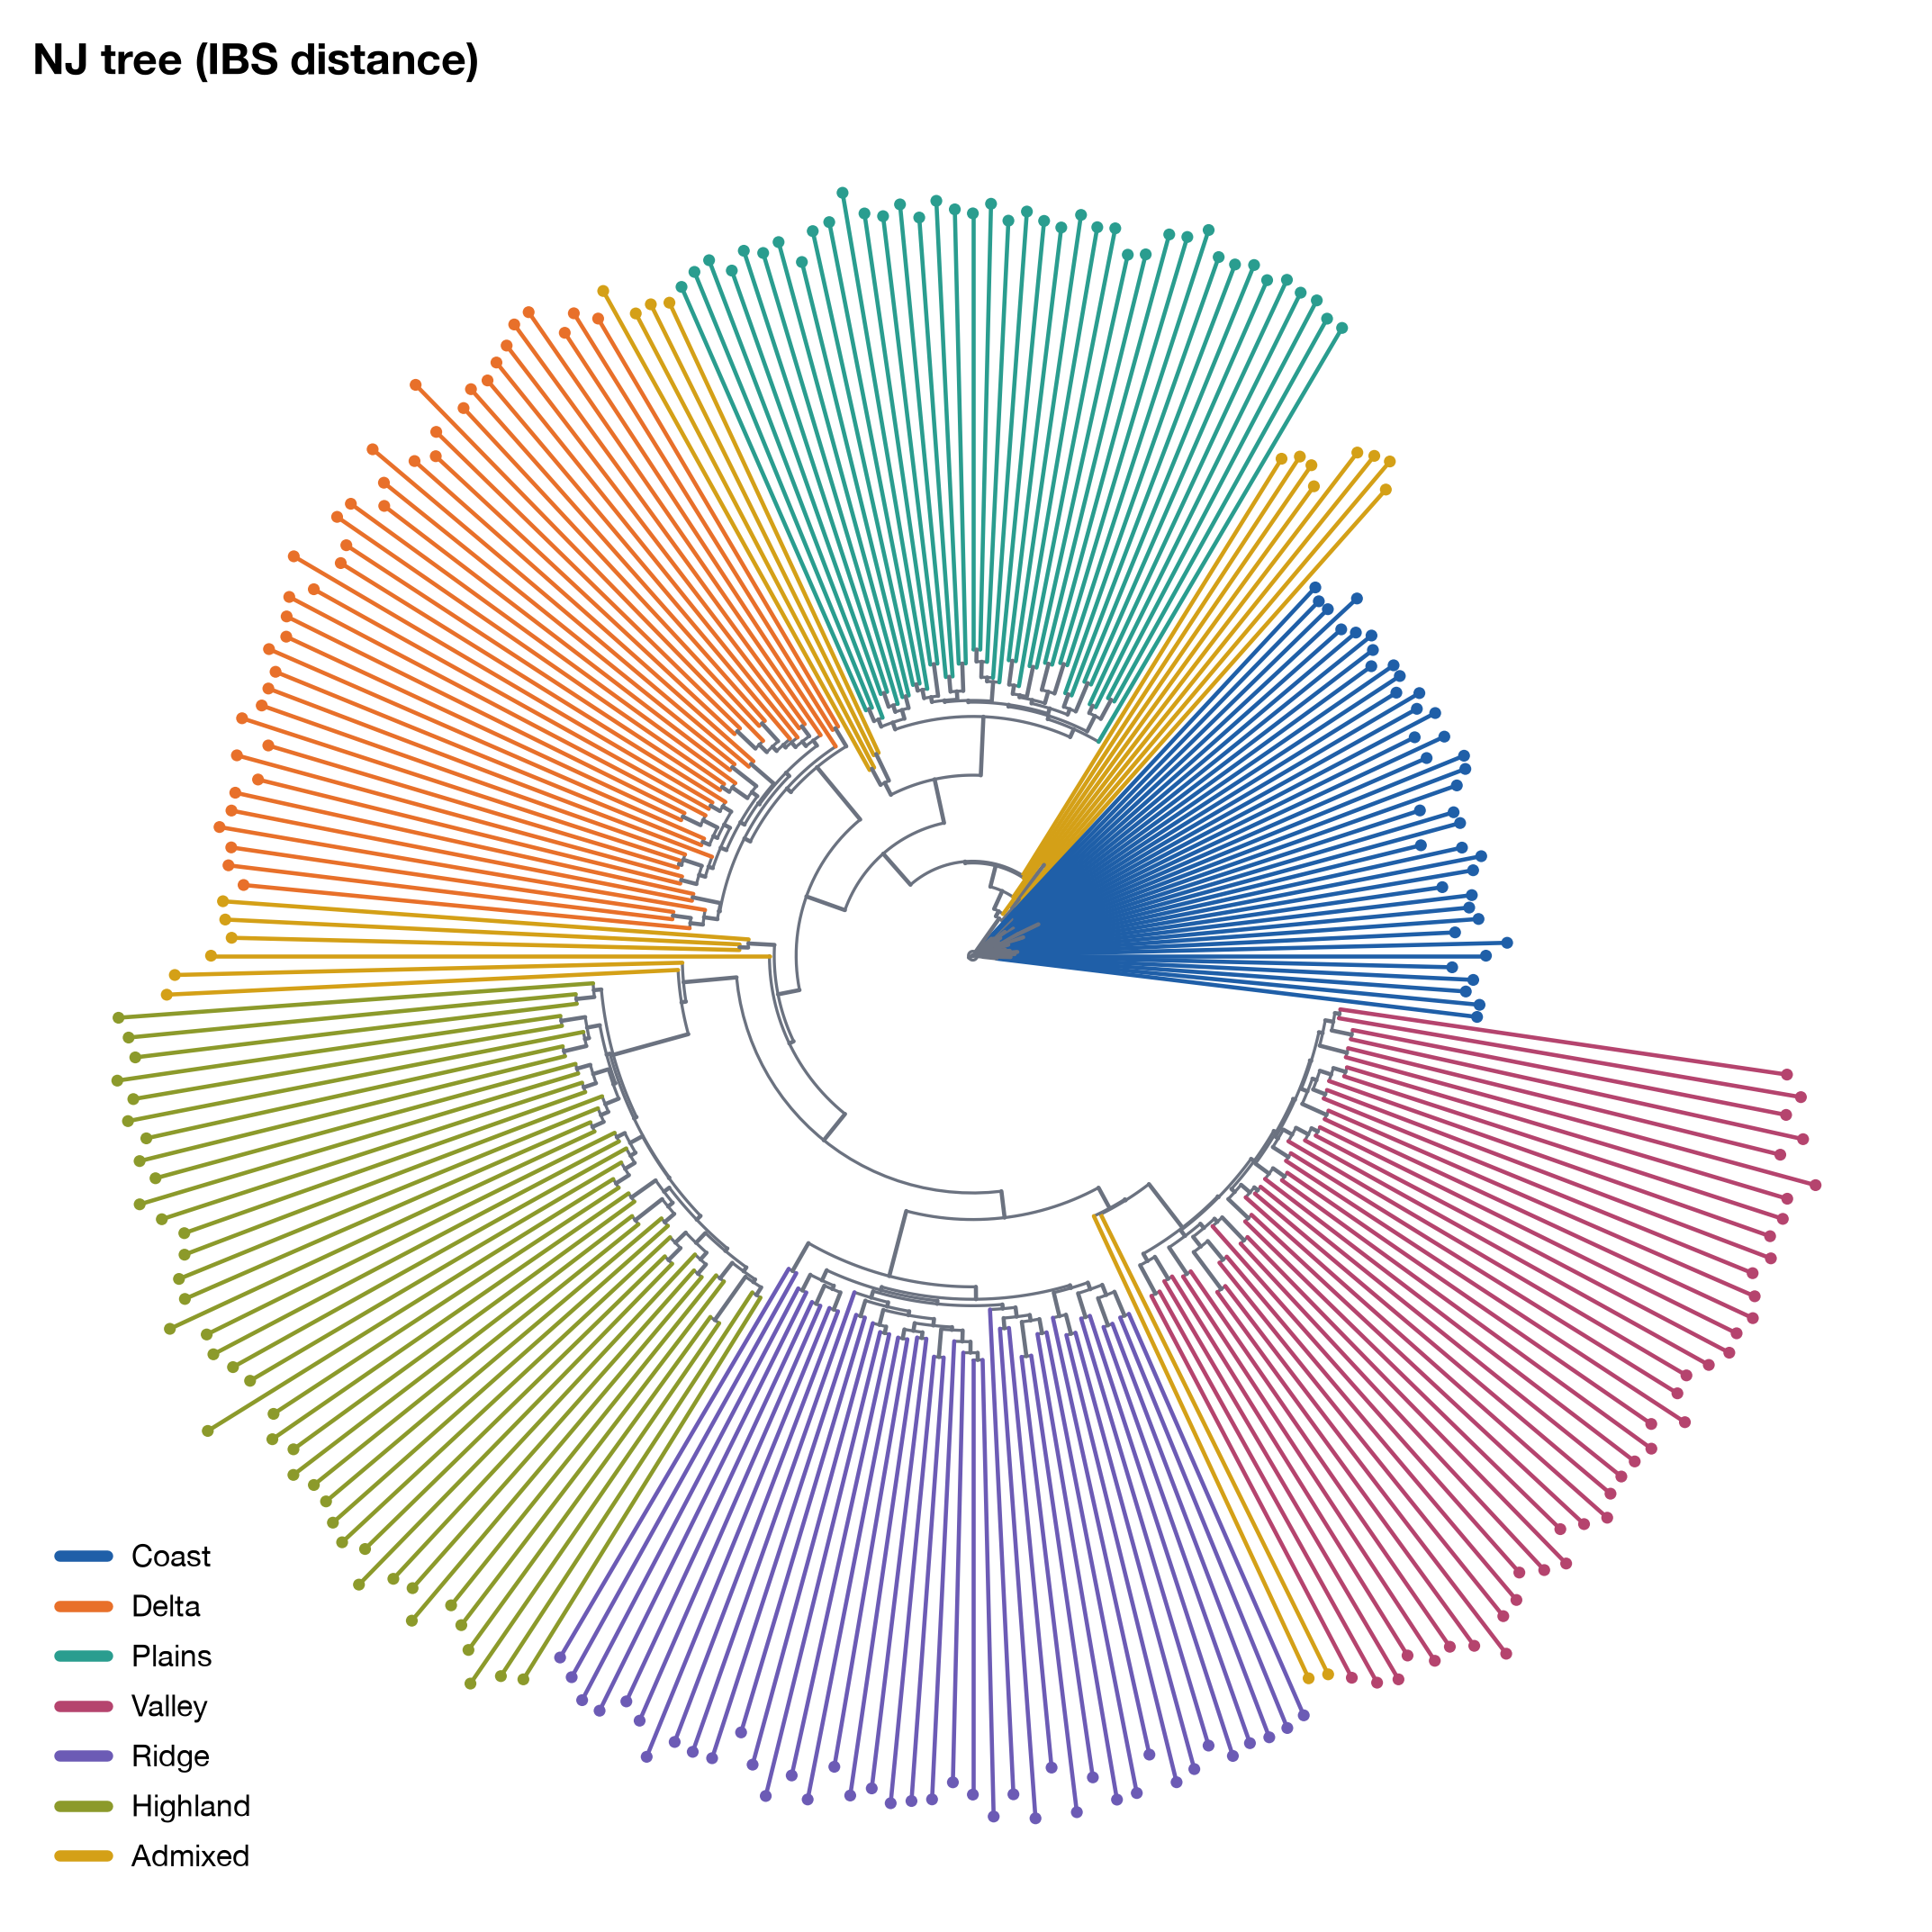 NJ tree (IBS distance)
Coast
Delta
Plains
Valley
Ridge
Highland
Admixed